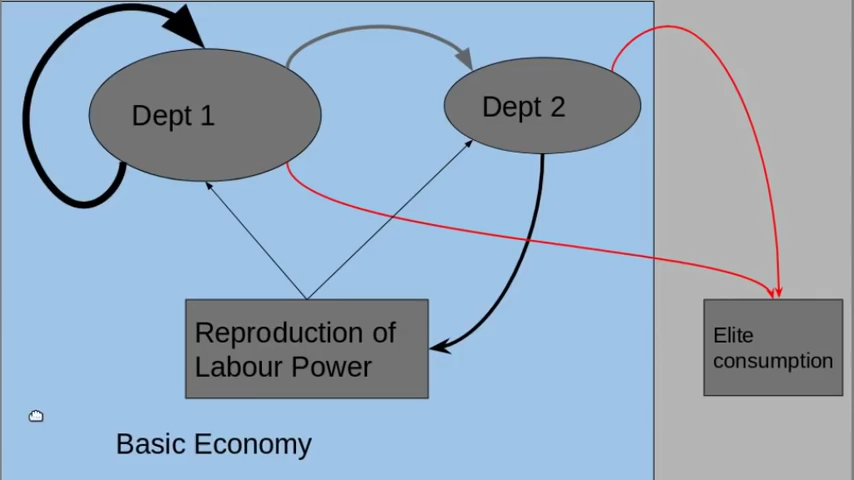 Dept 1
Dept 2
Reproduction of
Labour Power
Elite
consumption
Basic Economy